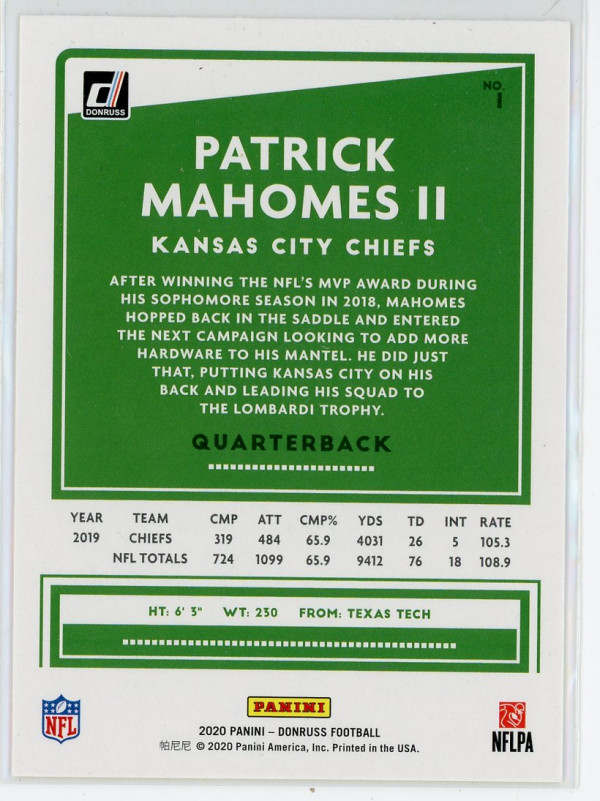 DONRUSS
NO.
1
PATRICK
MAHOMES II
KANSAS CITY CHIEFS
AFTER WINNING THE NFL'S MVP AWARD DURING
HIS SOPHOMORE SEASON IN 2018, MAHOMES
HOPPED BACK IN THE SADDLE AND ENTERED
THE NEXT CAMPAIGN LOOKING TO ADD MORE
HARDWARE TO HIS MANTEL. HE DID JUST
THAT, PUTTING KANSAS CITY ON HIS
BACK AND LEADING HIS SQUAD TO
THE LOMBARDI TROPHY.
QUARTERBACK
YEAR TEAM CMP ATT CMP% YDS TD INT RATE
2019 CHIEFS 319 484 65.9 4031 26 5 105.3
NFL TOTALS 724 1099 65.9 9412 76 18 108.9
HT: 6' 3" WT: 230 FROM: TEXAS TECH
NFL
PANINI
NFLPA
2020 PANINI – DONRUSS FOOTBALL
帕尼尼 © 2020 Panini America, Inc. Printed in the USA.